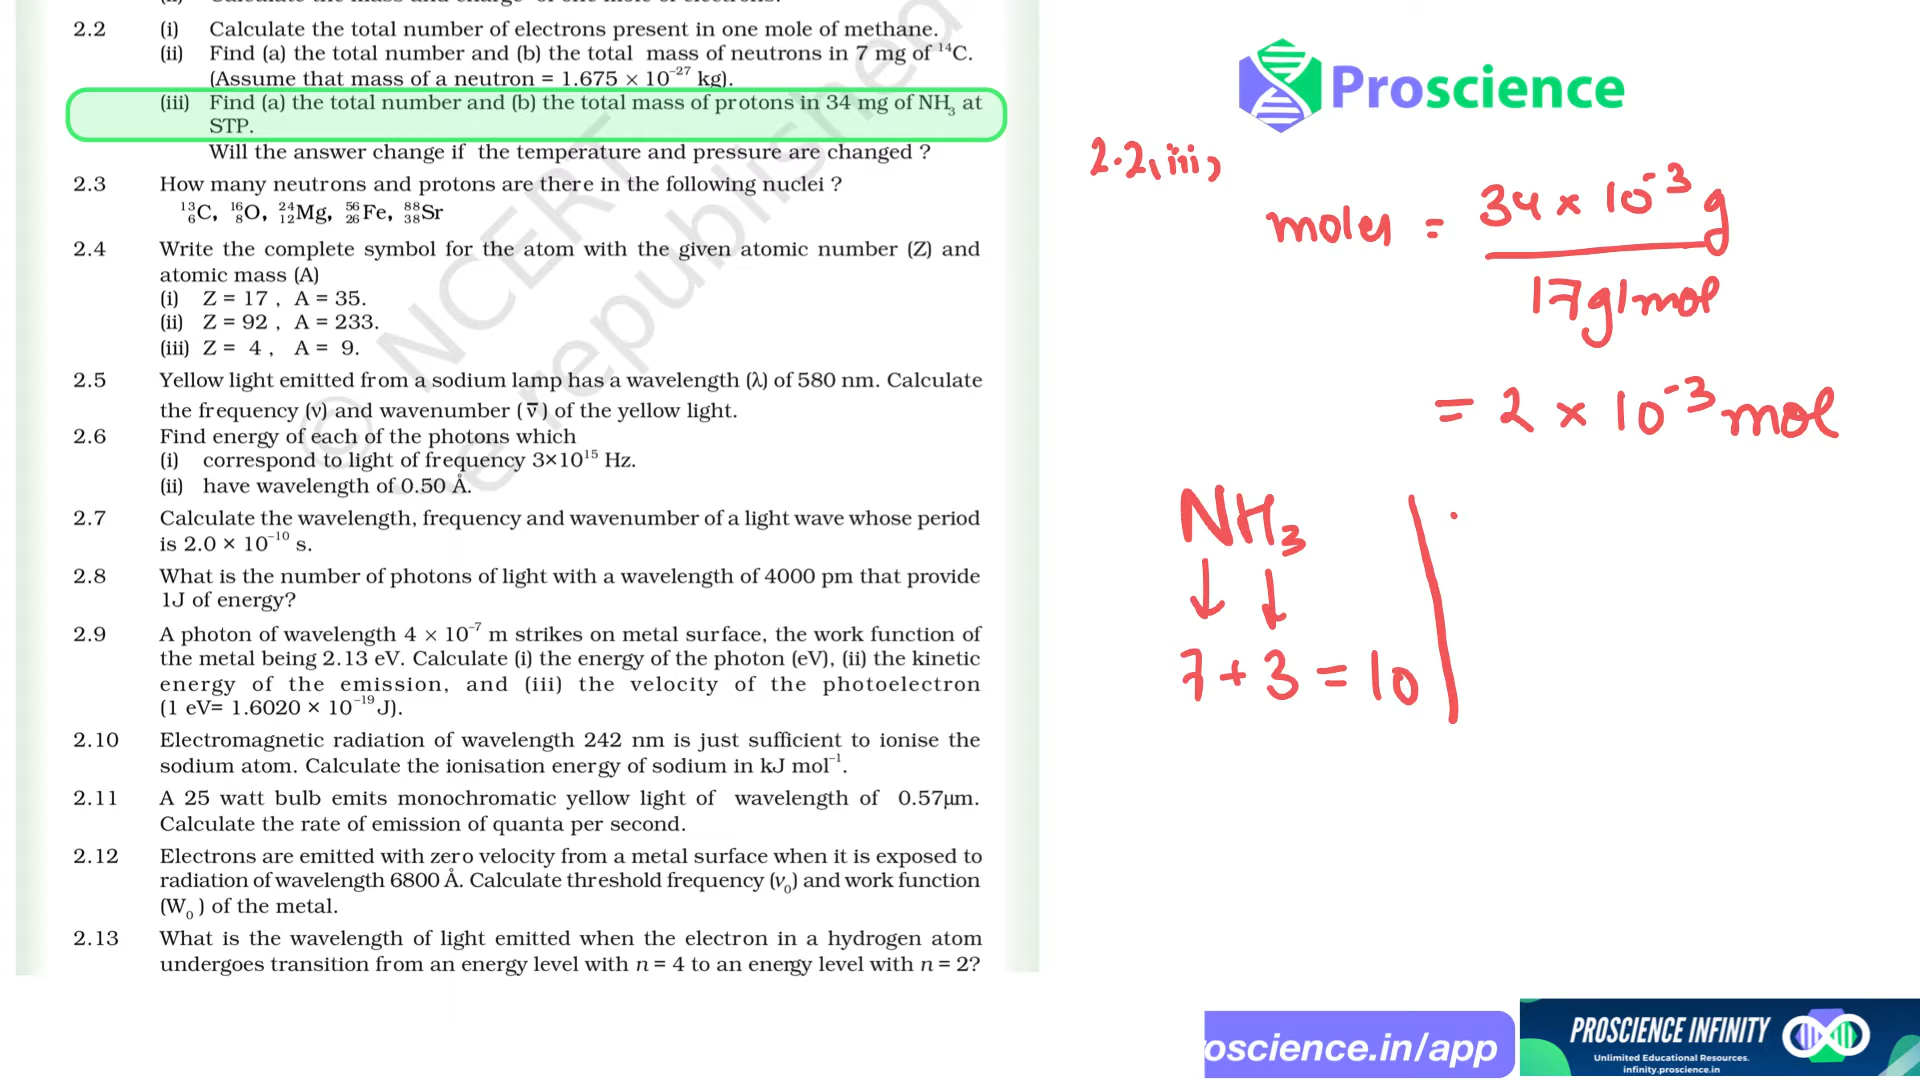 2.2 (i) Calculate the total number of electrons present in one mole of methane.
(ii) Find (a) the total number and (b) the total mass of neutrons in 7 mg of ¹⁴C.
(Assume that mass of a neutron = 1.675 × 10⁻²⁷ kg).
(iii) Find (a) the total number and (b) the total mass of protons in 34 mg of NH₃ at
STP.
Will the answer change if the temperature and pressure are changed ?
2.3 How many neutrons and protons are there in the following nuclei ?
¹³₆C, ¹⁶₈O, ²⁴₁₂Mg, ⁵⁶₂₆Fe, ⁸⁸₃₈Sr
2.4 Write the complete symbol for the atom with the given atomic number (Z) and
atomic mass (A)
(i) Z = 17 , A = 35.
(ii) Z = 92 , A = 233.
(iii) Z = 4 , A = 9.
2.5 Yellow light emitted from a sodium lamp has a wavelength (λ) of 580 nm. Calculate
the frequency (ν) and wavenumber (ν̅) of the yellow light.
2.6 Find energy of each of the photons which
(i) correspond to light of frequency 3×10¹⁵ Hz.
(ii) have wavelength of 0.50 Å.
2.7 Calculate the wavelength, frequency and wavenumber of a light wave whose period
is 2.0 × 10⁻¹⁰ s.
2.8 What is the number of photons of light with a wavelength of 4000 pm that provide
1J of energy?
2.9 A photon of wavelength 4 × 10⁻⁷ m strikes on metal surface, the work function of
the metal being 2.13 eV. Calculate (i) the energy of the photon (eV), (ii) the kinetic
energy of the emission, and (iii) the velocity of the photoelectron
(1 eV= 1.6020 × 10⁻¹⁹ J).
2.10 Electromagnetic radiation of wavelength 242 nm is just sufficient to ionise the
sodium atom. Calculate the ionisation energy of sodium in kJ mol⁻¹.
2.11 A 25 watt bulb emits monochromatic yellow light of wavelength of 0.57μm.
Calculate the rate of emission of quanta per second.
2.12 Electrons are emitted with zero velocity from a metal surface when it is exposed to
radiation of wavelength 6800 Å. Calculate threshold frequency (ν₀) and work function
(W₀ ) of the metal.
2.13 What is the wavelength of light emitted when the electron in a hydrogen atom
undergoes transition from an energy level with n = 4 to an energy level with n = 2?
© NCERT
be republished
Proscience
2.2, iii,
moles = 34 × 10⁻³ g
17 g/mol
= 2 × 10⁻³ mol
NH₃
↓ ↓
7 + 3 = 10
oscience.in/app
PROSCIENCE INFINITY
Unlimited Educational Resources.
infinity.proscience.in